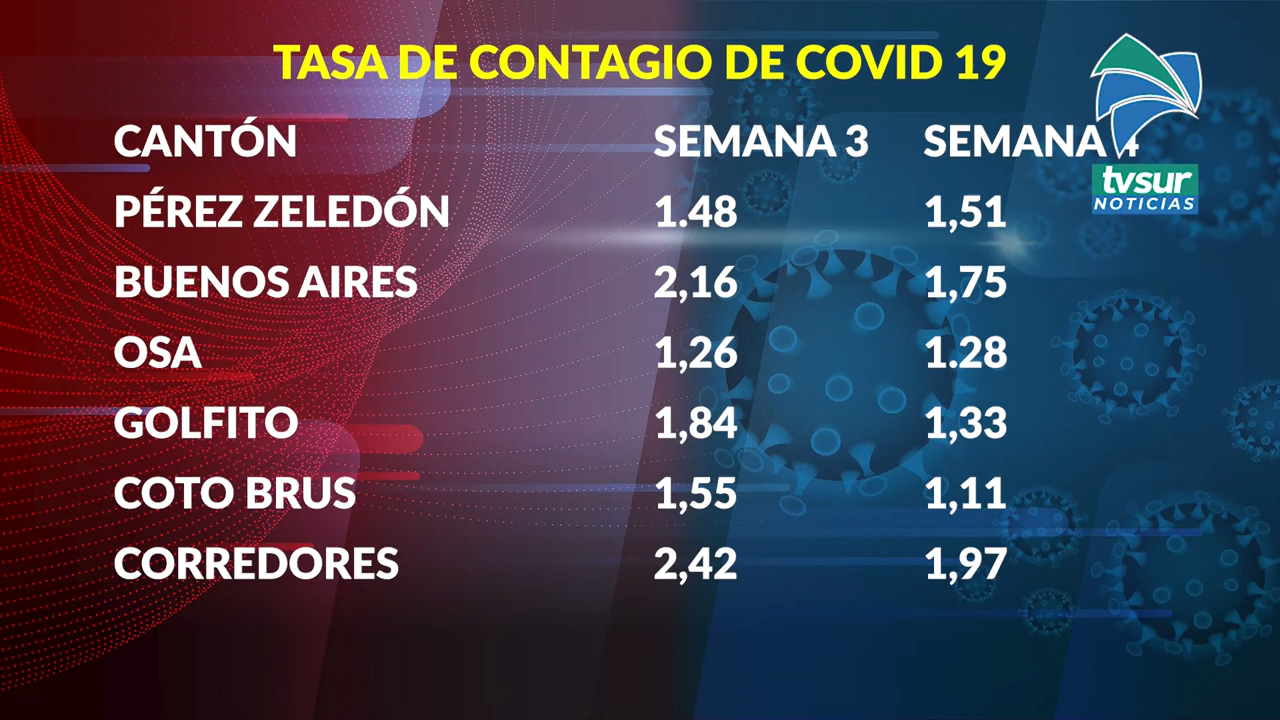 TASA DE CONTAGIO DE COVID 19
CANTÓN SEMANA 3 SEMANA 4
PÉREZ ZELEDÓN 1.48 1,51
BUENOS AIRES 2,16 1,75
OSA 1,26 1.28
GOLFITO 1,84 1,33
COTO BRUS 1,55 1,11
CORREDORES 2,42 1,97
tvsur
NOTICIAS